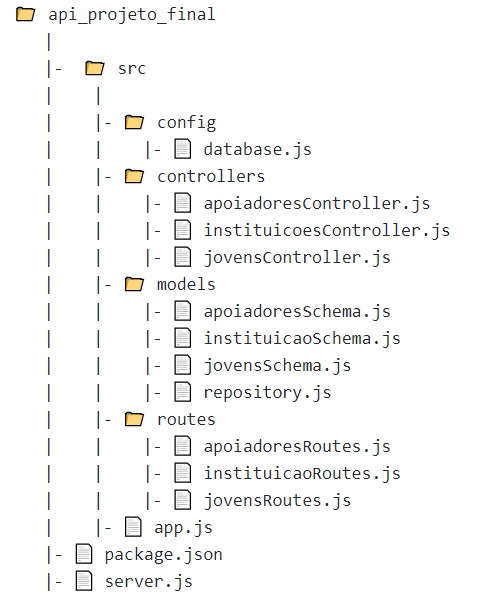 📁 api_projeto_final
|
|- 📁 src
| |
| |- 📁 config
| | |- 📄 database.js
| |- 📁 controllers
| | |- 📄 apoiadoresController.js
| | |- 📄 instituicoesController.js
| | |- 📄 jovensController.js
| |- 📁 models
| | |- 📄 apoiadoresSchema.js
| | |- 📄 instituicaoSchema.js
| | |- 📄 jovensSchema.js
| | |- 📄 repository.js
| |- 📁 routes
| | |- 📄 apoiadoresRoutes.js
| | |- 📄 instituicaoRoutes.js
| | |- 📄 jovensRoutes.js
| |- 📄 app.js
|- 📄 package.json
|- 📄 server.js